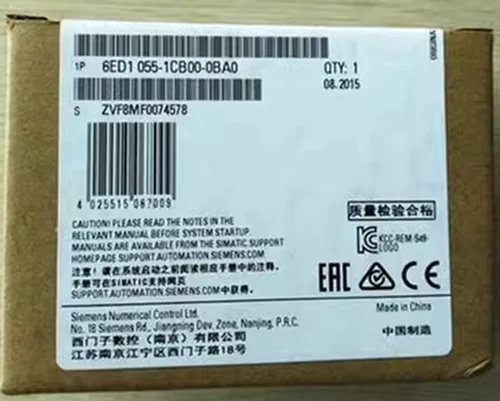 1P 6ED1 055-1CB00-0BA0 QTY: 1
08.2015
S ZVF8MF0074578
4 025515 087009
CAUTION! PLEASE READ THE NOTES IN THE
RELEVANT MANUAL BEFORE SYSTEM STARTUP.
MANUALS ARE AVAILABLE FROM THE SIMATIC SUPPORT
HOMEPAGE SUPPORT.AUTOMATION.SIEMENS.COM
注意：请在系统启动之前阅读相应手册中的注释。
手册可在SIMATIC支持网页
SUPPORT.AUTOMATION.SIEMENS.COM中获得。
质量检验合格
KCC-REM-S49-
LOGO
EAC
Siemens Numerical Control Ltd.
No. 18 Siemens Rd., Jiangning Dev. Zone, Nanjing, P.R.C.
西门子数控（南京）有限公司
江苏南京江宁区西门子路18号
Made in China
中国制造